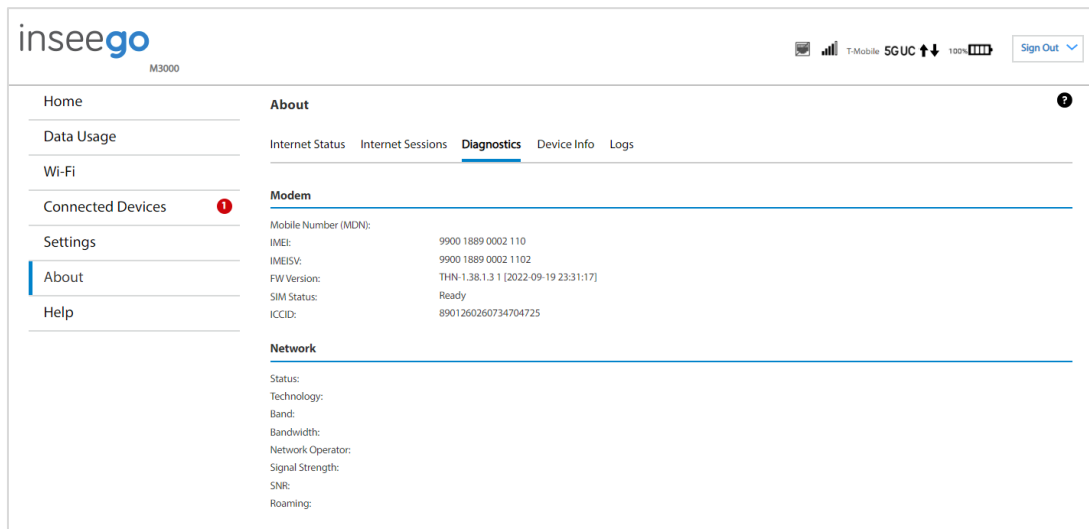 inseego
M3000
T-Mobile 5G UC 100% Sign Out
Home
Data Usage
Wi-Fi
Connected Devices 1
Settings
About
Help
About ?
Internet Status Internet Sessions Diagnostics Device Info Logs
Modem
Mobile Number (MDN):
IMEI: 9900 1889 0002 110
IMEISV: 9900 1889 0002 1102
FW Version: THN-1.38.1.3 1 [2022-09-19 23:31:17]
SIM Status: Ready
ICCID: 8901260260734704725
Network
Status:
Technology:
Band:
Bandwidth:
Network Operator:
Signal Strength:
SNR:
Roaming: